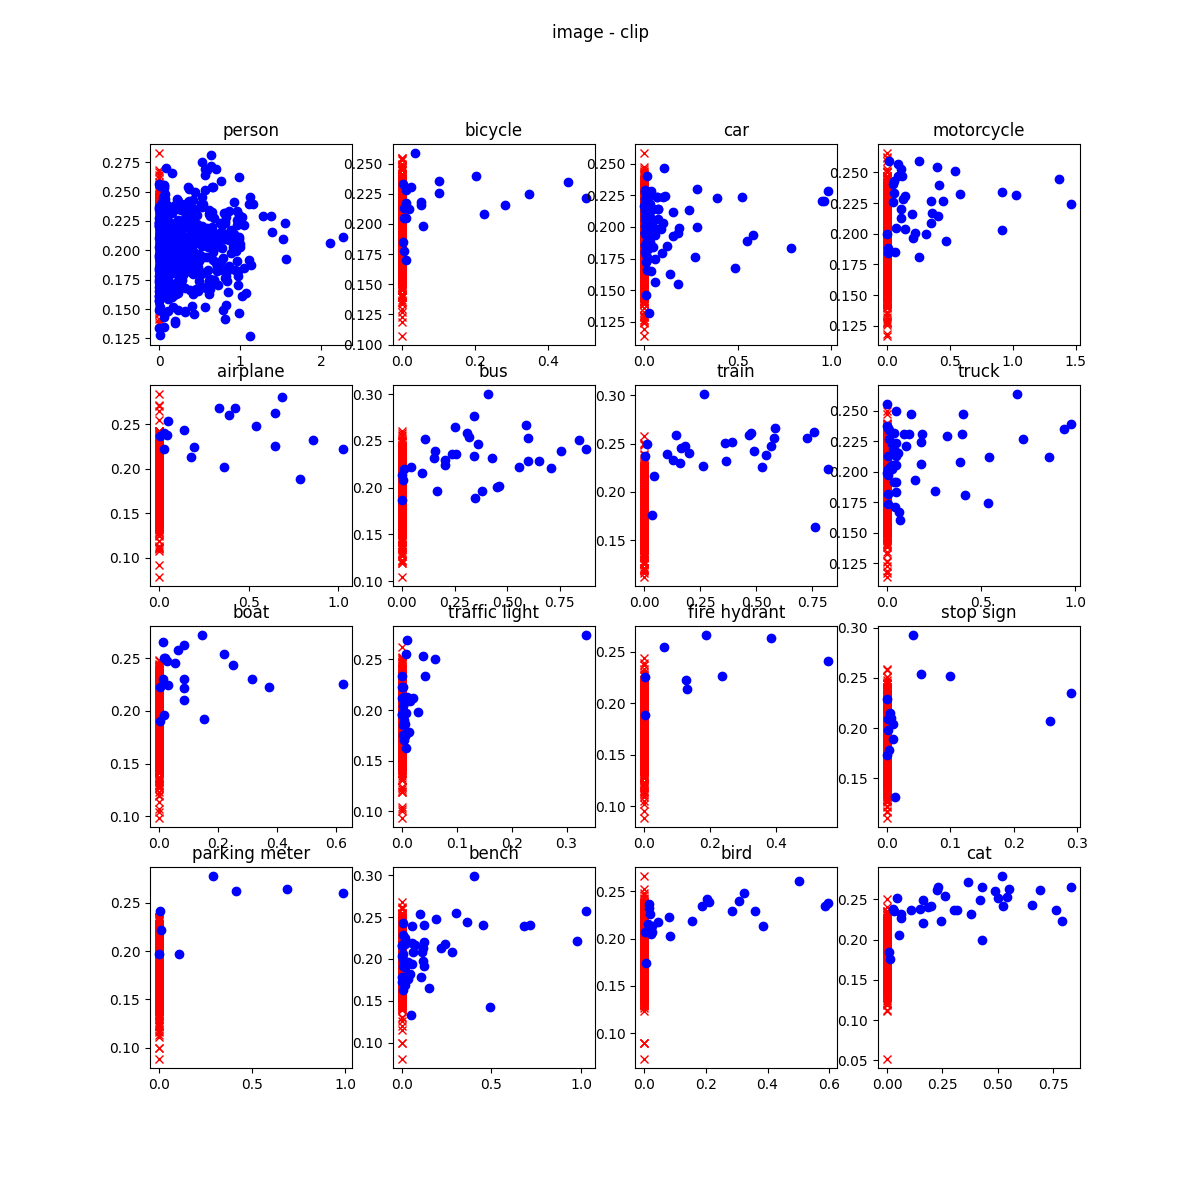 image - clip
person bicycle car motorcycle
0.275 0.250 0.225 0.200 0.175 0.150 0.125
0 1 2
0.250 0.225 0.200 0.175 0.150 0.125 0.100
0.0 0.2 0.4
0.250 0.225 0.200 0.175 0.150 0.125
0.0 0.5 1.0
0.250 0.225 0.200 0.175 0.150 0.125
0.0 0.5 1.0 1.5
airplane bus train truck
0.25 0.20 0.15 0.10
0.0 0.5 1.0
0.30 0.25 0.20 0.15 0.10
0.00 0.25 0.50 0.75
0.30 0.25 0.20 0.15
0.00 0.25 0.50 0.75
0.250 0.225 0.200 0.175 0.150 0.125
0.0 0.5 1.0
boat traffic light fire hydrant stop sign
0.25 0.20 0.15 0.10
0.0 0.2 0.4 0.6
0.25 0.20 0.15 0.10
0.0 0.1 0.2 0.3
0.25 0.20 0.15 0.10
0.0 0.2 0.4
0.30 0.25 0.20 0.15
0.0 0.1 0.2 0.3
parking meter bench bird cat
0.25 0.20 0.15 0.10
0.0 0.5 1.0
0.30 0.25 0.20 0.15 0.10
0.0 0.5 1.0
0.25 0.20 0.15 0.10
0.0 0.2 0.4 0.6
0.25 0.20 0.15 0.10 0.05
0.00 0.25 0.50 0.75